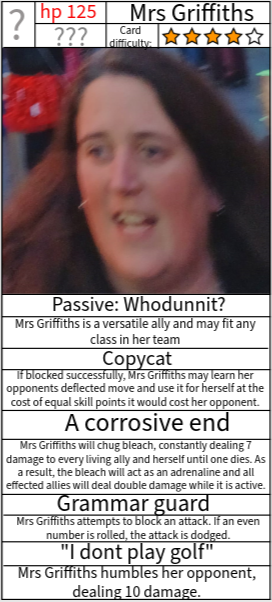 ?
hp 125
???
Mrs Griffiths
Card
difficulty:
Passive: Whodunnit?
Mrs Griffiths is a versatile ally and may fit any
class in her team
Copycat
If blocked successfully, Mrs Griffiths may learn her
opponents deflected move and use it for herself at the
cost of equal skill points it would cost her opponent.
A corrosive end
Mrs Griffiths will chug bleach, constantly dealing 7
damage to every living ally and herself until one dies. As
a result, the bleach will act as an adrenaline and all
effected allies will deal double damage while it is active.
Grammar guard
Mrs Griffiths attempts to block an attack. If an even
number is rolled, the attack is dodged.
"I dont play golf"
Mrs Griffiths humbles her opponent,
dealing 10 damage.